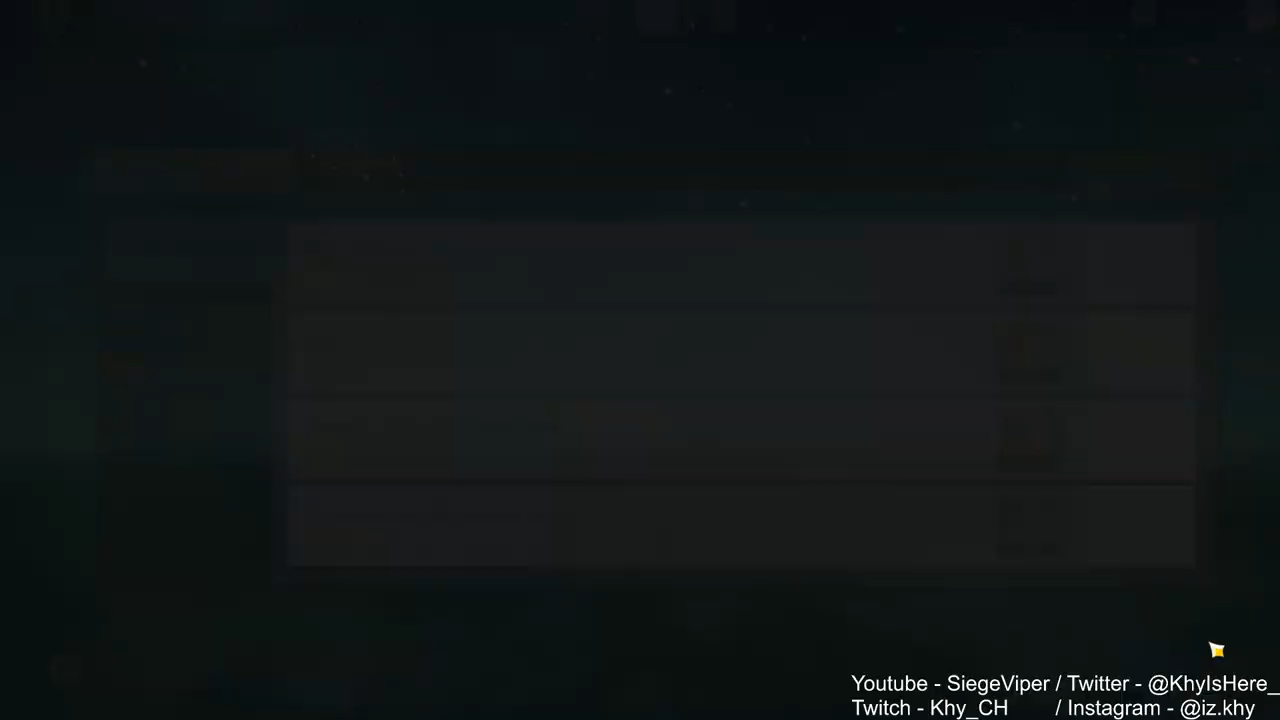 Youtube - SiegeViper / Twitter - @KhyIsHere_
Twitch - Khy_CH / Instagram - @iz.khy